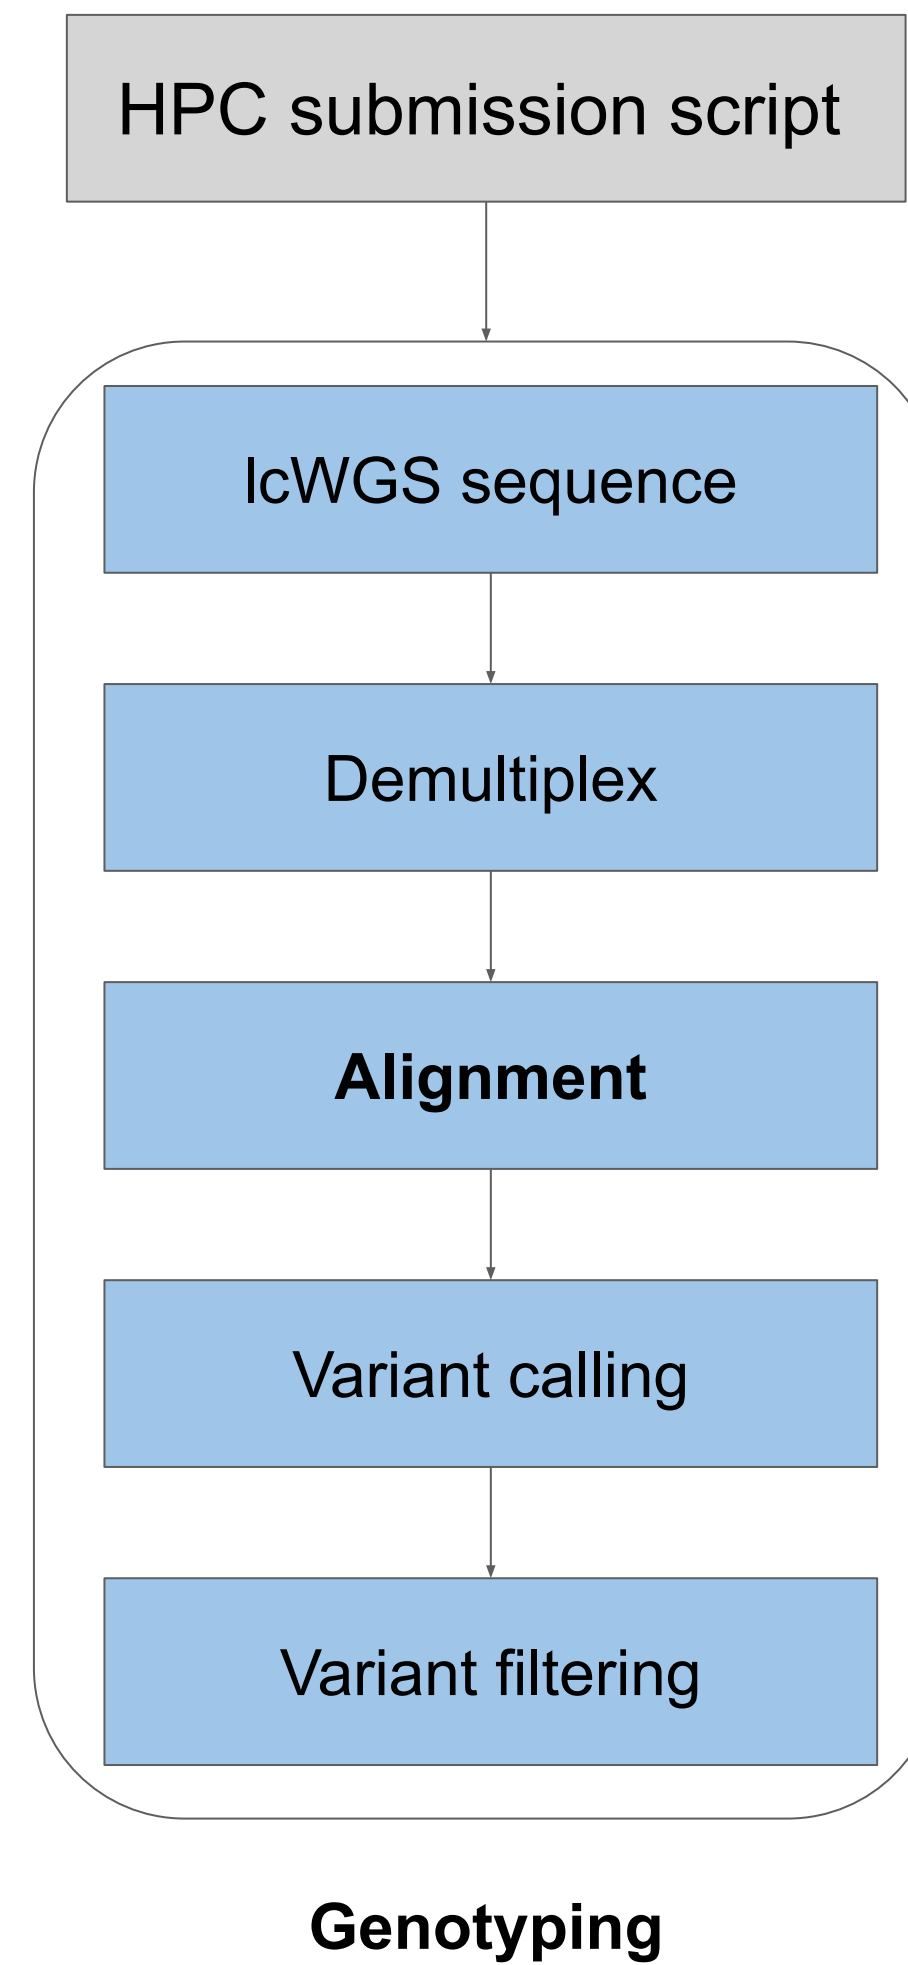 HPC submission script
lcWGS sequence
Demultiplex
Alignment
Variant calling
Variant filtering
Genotyping